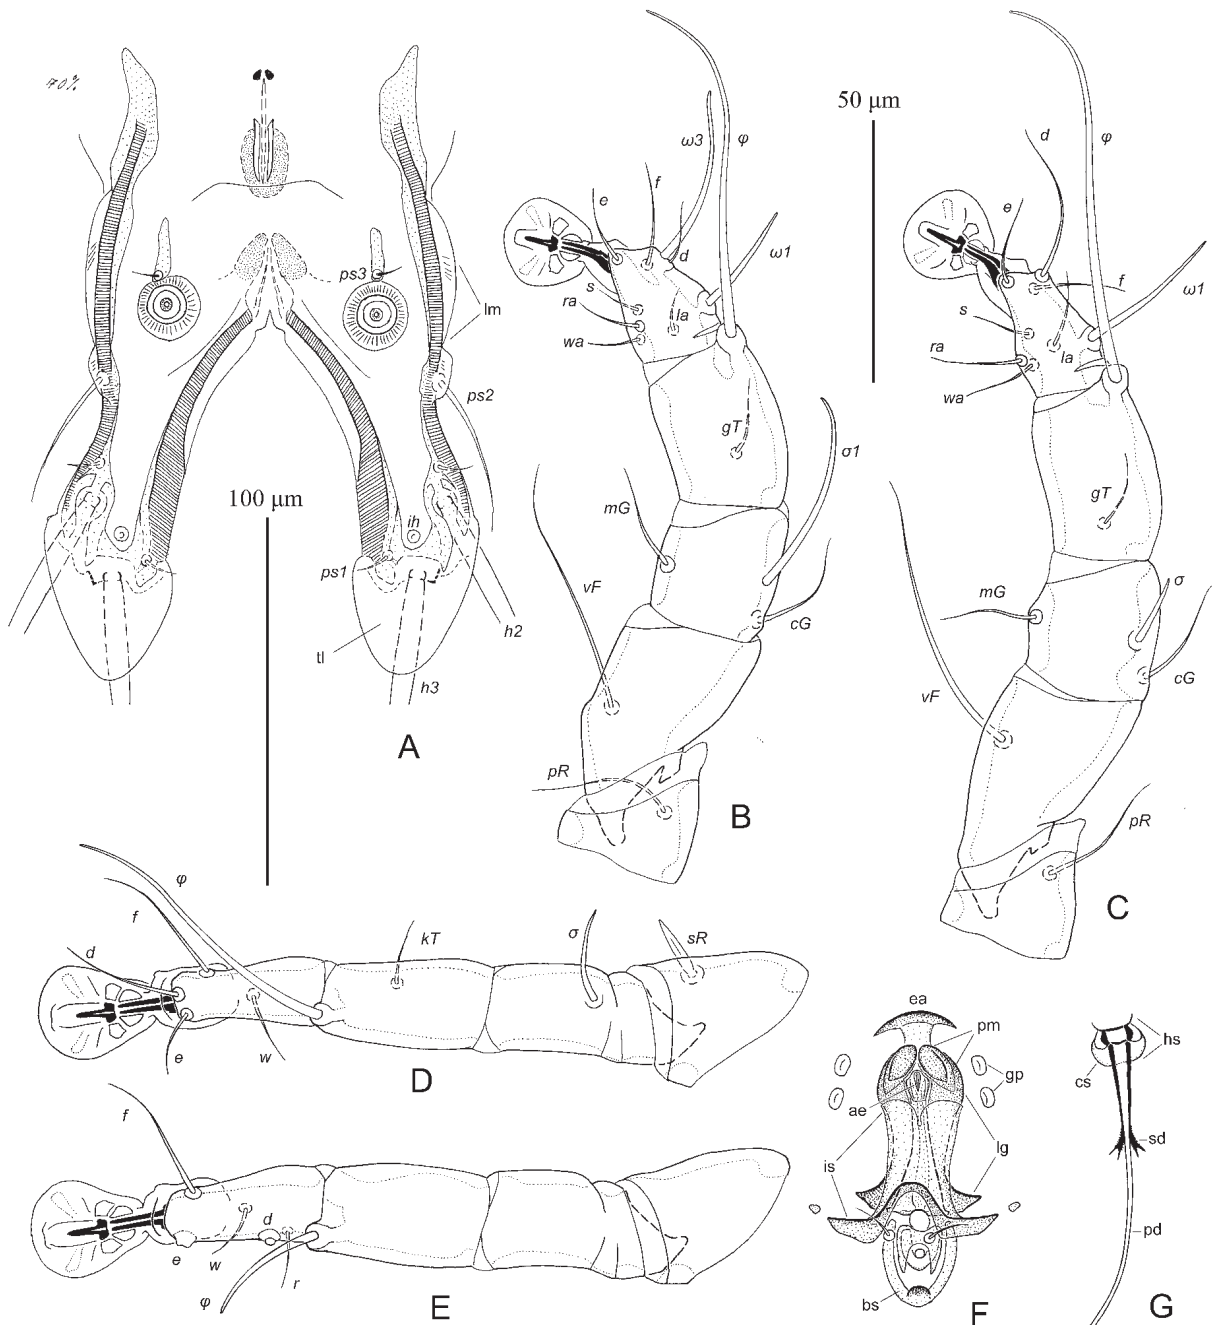 70%
ps3
lm
ps2
100 μm
ih
ps1
h2
tl
h3
A
φ
ω3
f
e
d
ω1
s
ra
la
wa
gT
σ1
mG
vF
cG
pR
B
50 μm
d
φ
e
f
ω1
s
ra
la
wa
gT
σ
mG
cG
vF
pR
C
φ
f
d
kT
σ
sR
e
w
D
f
d
e
w
r
φ
E
ea
pm
gp
ae
is
lg
bs
F
hs
cs
sd
pd
G